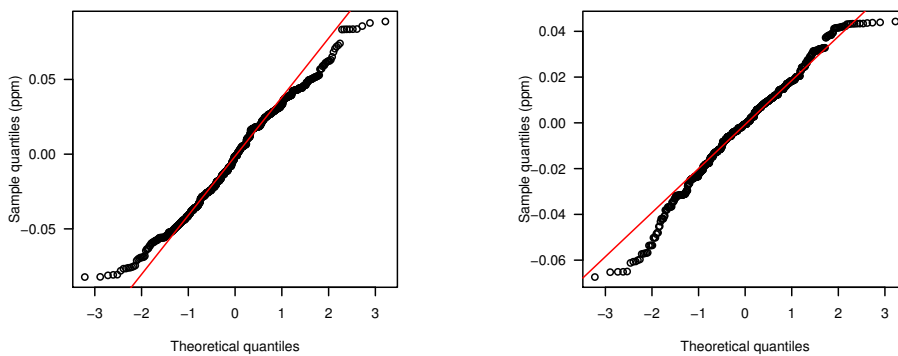 0.05
0.00
−0.05
Sample quantiles (ppm)
−3 −2 −1 0 1 2 3
Theoretical quantiles
0.04
0.02
0.00
−0.02
−0.04
−0.06
Sample quantiles (ppm)
−3 −2 −1 0 1 2 3
Theoretical quantiles